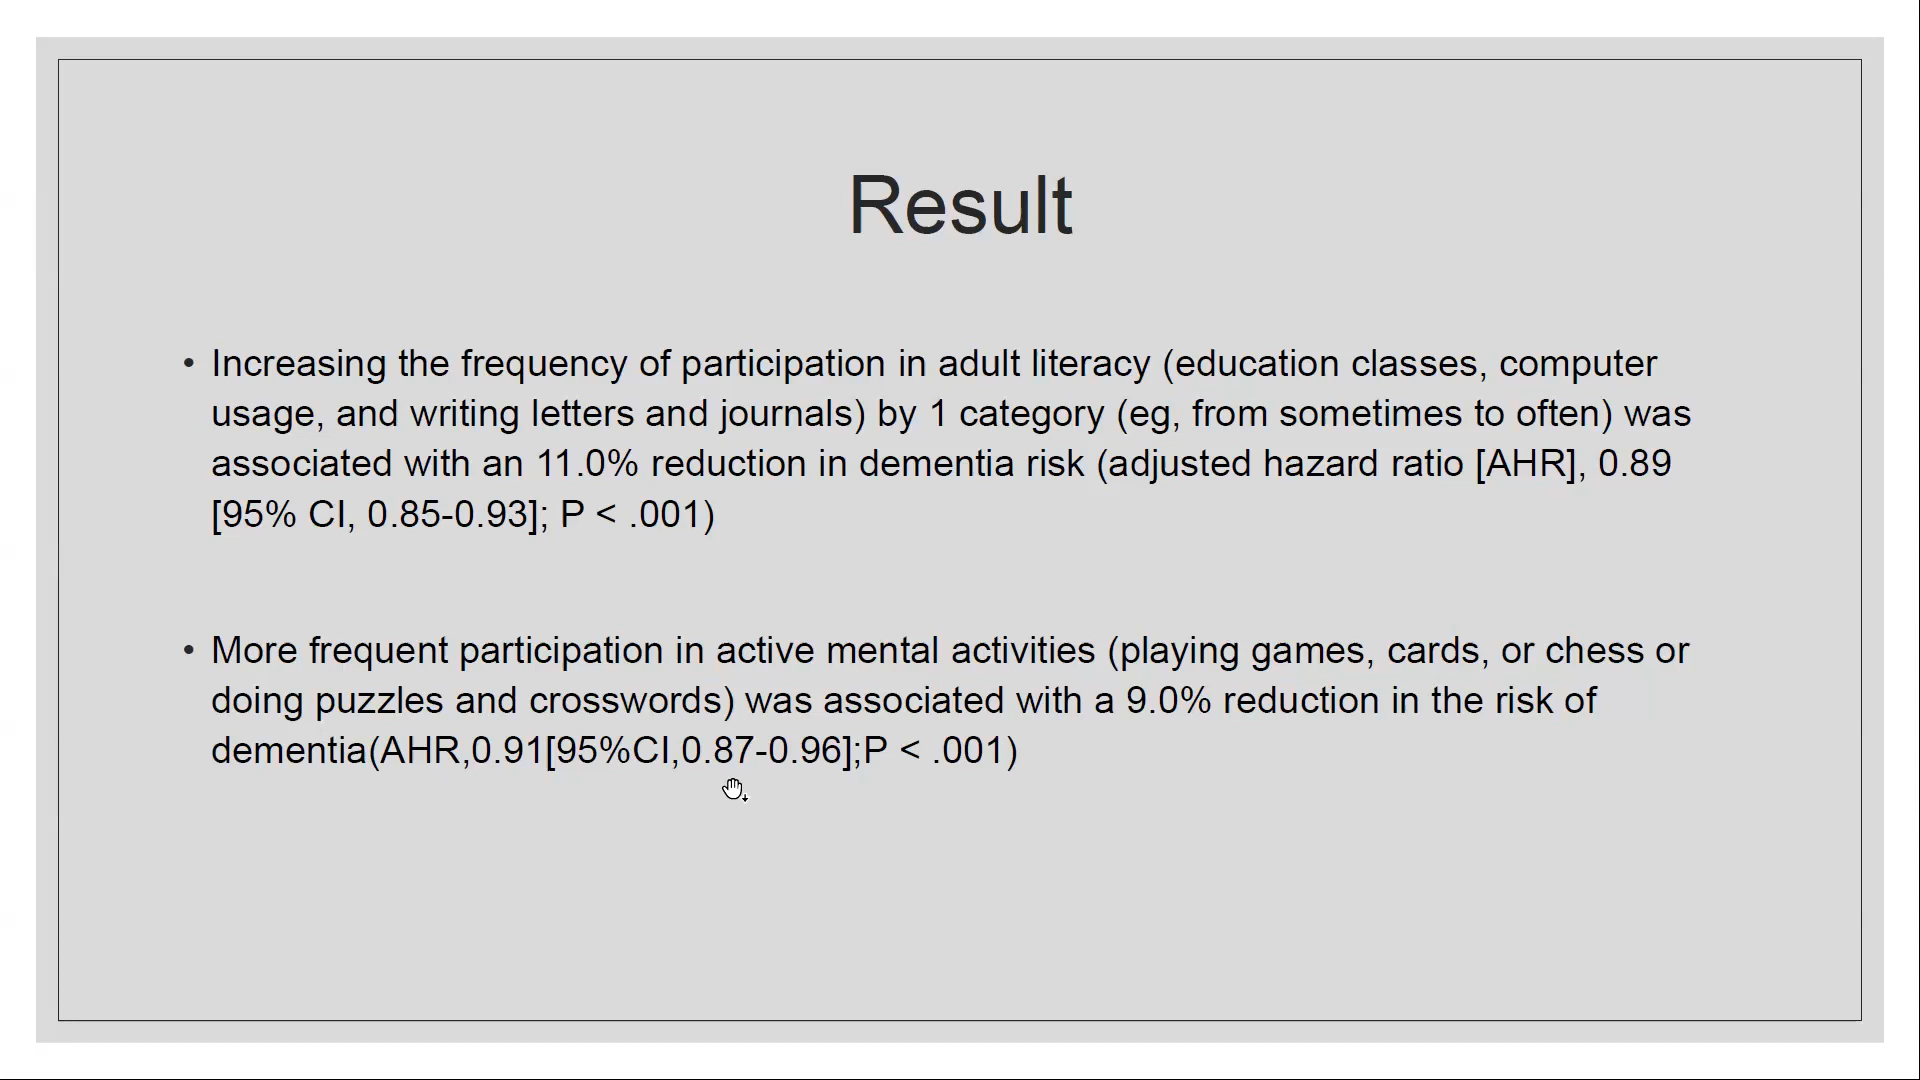 Result
• Increasing the frequency of participation in adult literacy (education classes, computer
usage, and writing letters and journals) by 1 category (eg, from sometimes to often) was
associated with an 11.0% reduction in dementia risk (adjusted hazard ratio [AHR], 0.89
[95% CI, 0.85-0.93]; P < .001)
• More frequent participation in active mental activities (playing games, cards, or chess or
doing puzzles and crosswords) was associated with a 9.0% reduction in the risk of
dementia(AHR,0.91[95%CI,0.87-0.96];P < .001)